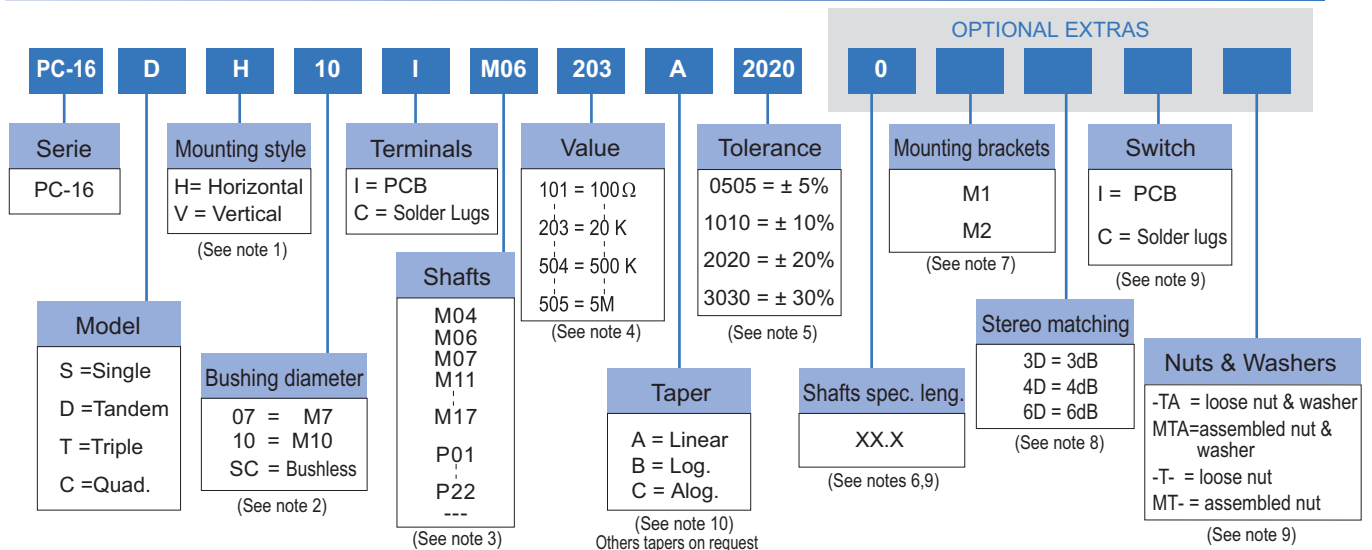 OPTIONAL EXTRAS
PC-16 D H 10 I M06 203 A 2020 0
Serie
PC-16
Mounting style
H= Horizontal
V = Vertical
(See note 1)
Terminals
I = PCB
C = Solder Lugs
Value
101 = 100Ω
203 = 20 K
504 = 500 K
505 = 5M
(See note 4)
Tolerance
0505 = ± 5%
1010 = ± 10%
2020 = ± 20%
3030 = ± 30%
(See note 5)
Mounting brackets
M1
M2
(See note 7)
Switch
I = PCB
C = Solder lugs
(See note 9)
Model
S =Single
D =Tandem
T =Triple
C =Quad.
Bushing diameter
07 = M7
10 = M10
SC = Bushless
(See note 2)
Shafts
M04
M06
M07
M11
M17
P01
P22
---
(See note 3)
Taper
A = Linear
B = Log.
C = Alog.
(See note 10)
Others tapers on request
Shafts spec. leng.
XX.X
(See notes 6,9)
Stereo matching
3D = 3dB
4D = 4dB
6D = 6dB
(See note 8)
Nuts & Washers
-TA = loose nut & washer
MTA=assembled nut &
washer
-T- = loose nut
MT- = assembled nut
(See note 9)